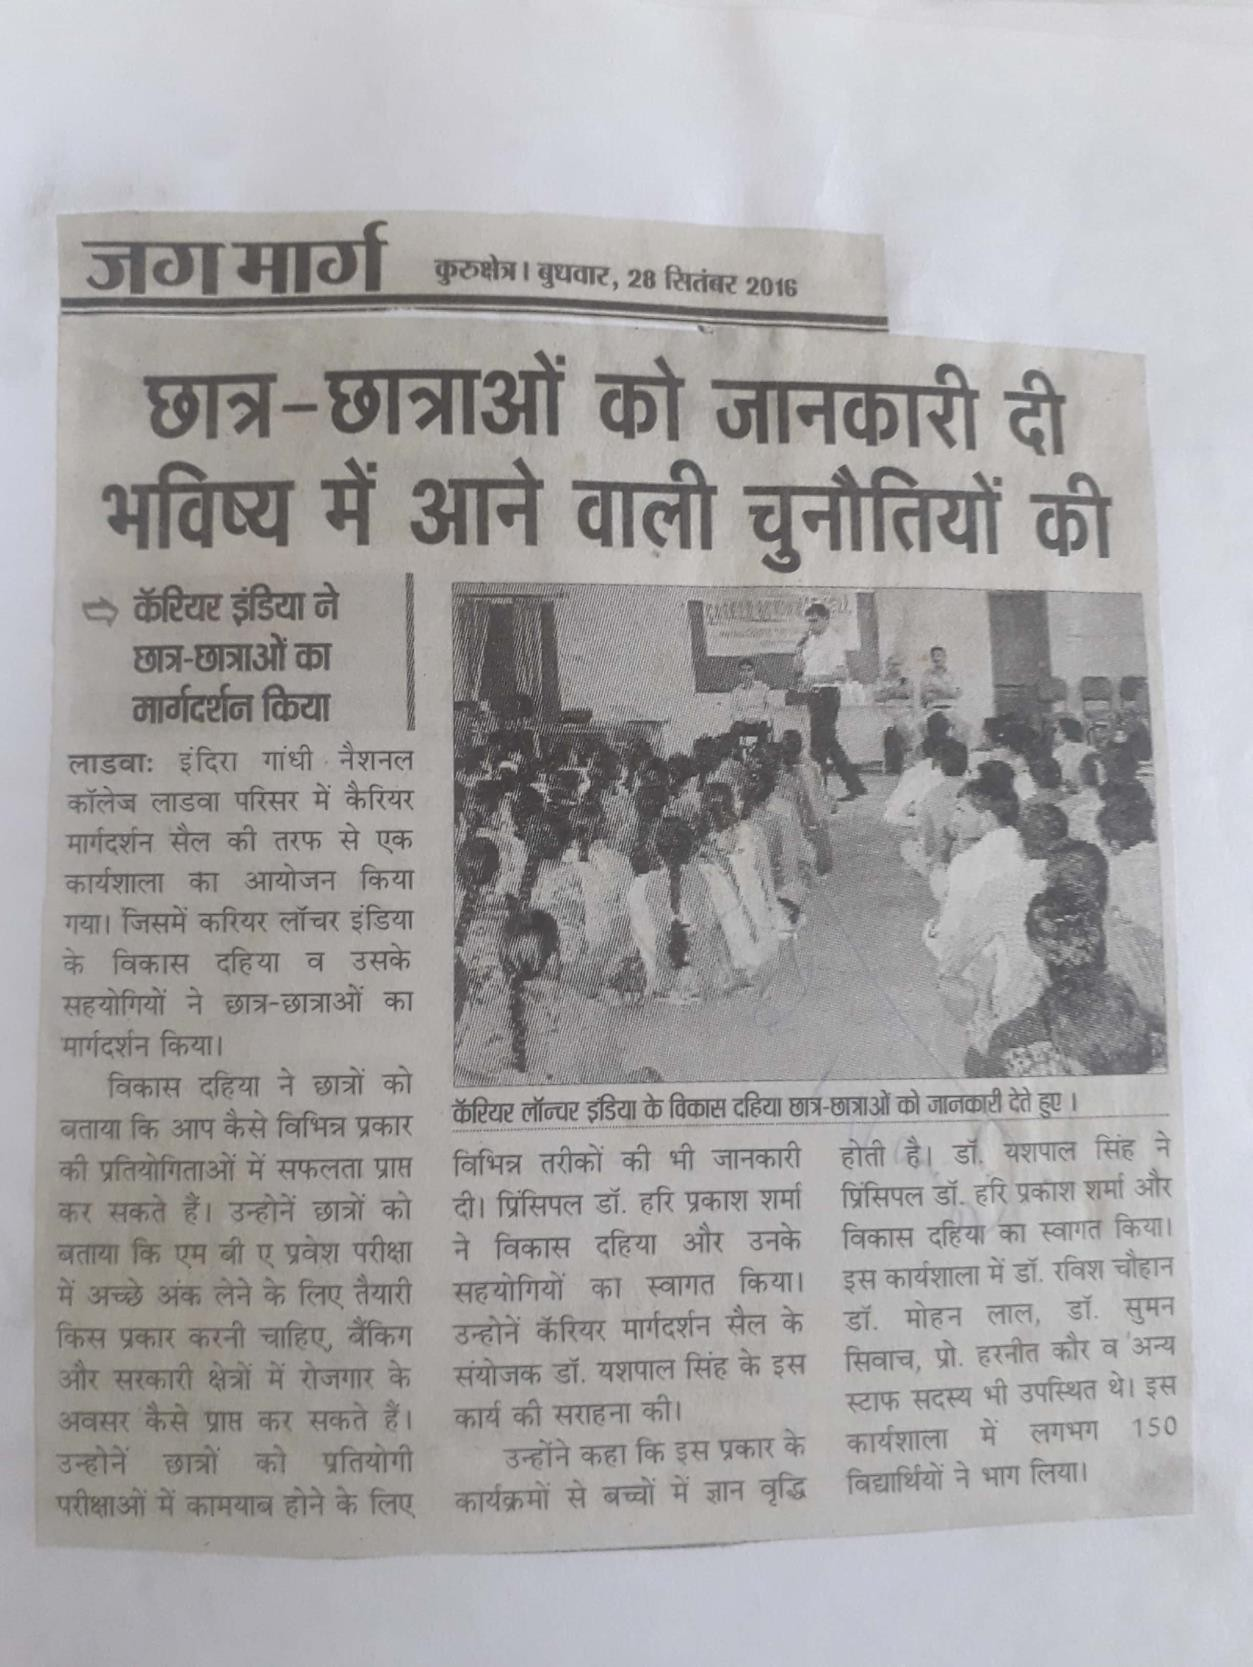 जग मार्ग
कुरुक्षेत्र। बुधवार, 28 सितंबर 2016
छात्र-छात्राओं को जानकारी दी
भविष्य में आने वाली चुनौतियों की
कॅरियर इंडिया ने
छात्र-छात्राओं का
मार्गदर्शन किया
लाडवाः इंदिरा गांधी नैशनल
कॉलेज लाडवा परिसर में कैरियर
मार्गदर्शन सैल की तरफ से एक
कार्यशाला का आयोजन किया
गया। जिसमें करियर लॉचर इंडिया
के विकास दहिया व उसके
सहयोगियों ने छात्र-छात्राओं का
मार्गदर्शन किया।
विकास दहिया ने छात्रों को
बताया कि आप कैसे विभिन्न प्रकार
की प्रतियोगिताओं में सफलता प्राप्त
कर सकते हैं। उन्होनें छात्रों को
बताया कि एम बी ए प्रवेश परीक्षा
में अच्छे अंक लेने के लिए तैयारी
किस प्रकार करनी चाहिए, बैंकिग
और सरकारी क्षेत्रों में रोजगार के
अवसर कैसे प्राप्त कर सकते हैं।
उन्होनें छात्रों को प्रतियोगी
परीक्षाओं में कामयाब होने के लिए
कॅरियर लॉन्चर इंडिया के विकास दहिया छात्र-छात्राओं को जानकारी देते हुए।
विभिन्न तरीकों की भी जानकारी
दी। प्रिंसिपल डॉ. हरि प्रकाश शर्मा
ने विकास दहिया और उनके
सहयोगियों का स्वागत किया।
उन्होनें कॅरियर मार्गदर्शन सैल के
संयोजक डॉ. यशपाल सिंह के इस
कार्य की सराहना की।
उन्होंने कहा कि इस प्रकार के
कार्यक्रमों से बच्चों में ज्ञान वृद्धि
होती है। डॉ. यशपाल सिंह ने
प्रिंसिपल डॉ. हरि प्रकाश शर्मा और
विकास दहिया का स्वागत किया।
इस कार्यशाला में डॉ. रविश चौहान
डॉ. मोहन लाल, डॉ. सुमन
सिवाच, प्रो. हरनीत कौर व अन्य
स्टाफ सदस्य भी उपस्थित थे। इस
कार्यशाला में लगभग 150
विद्यार्थियों ने भाग लिया।